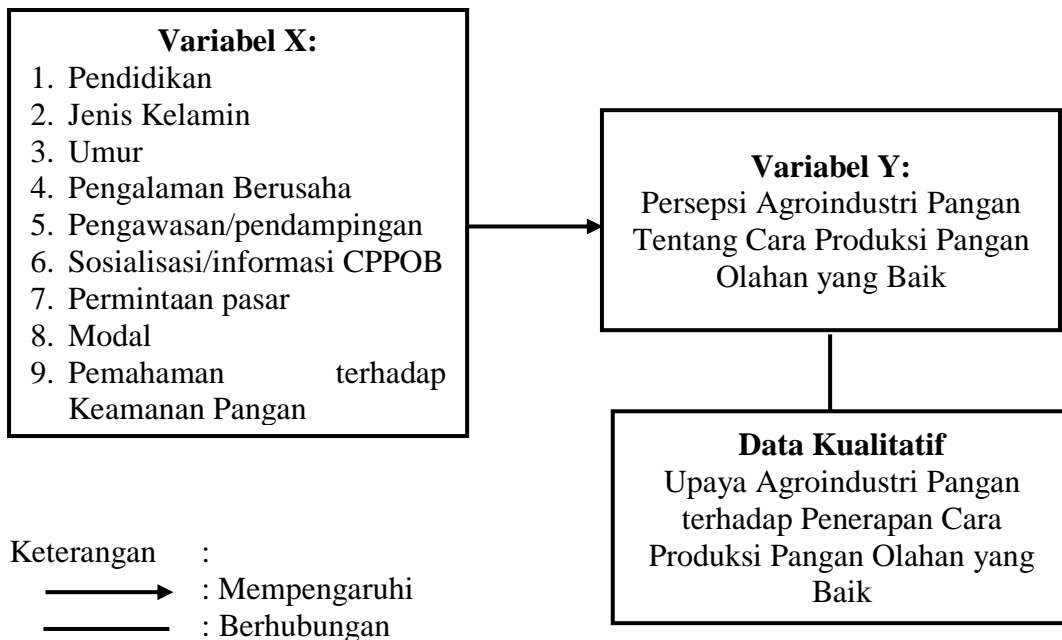 Variabel X:
1. Pendidikan
2. Jenis Kelamin
3. Umur
4. Pengalaman Berusaha
5. Pengawasan/pendampingan
6. Sosialisasi/informasi CPPOB
7. Permintaan pasar
8. Modal
9. Pemahaman terhadap
Keamanan Pangan
Variabel Y:
Persepsi Agroindustri Pangan
Tentang Cara Produksi Pangan
Olahan yang Baik
Data Kualitatif
Upaya Agroindustri Pangan
terhadap Penerapan Cara
Produksi Pangan Olahan yang
Baik
Keterangan :
: Mempengaruhi
: Berhubungan